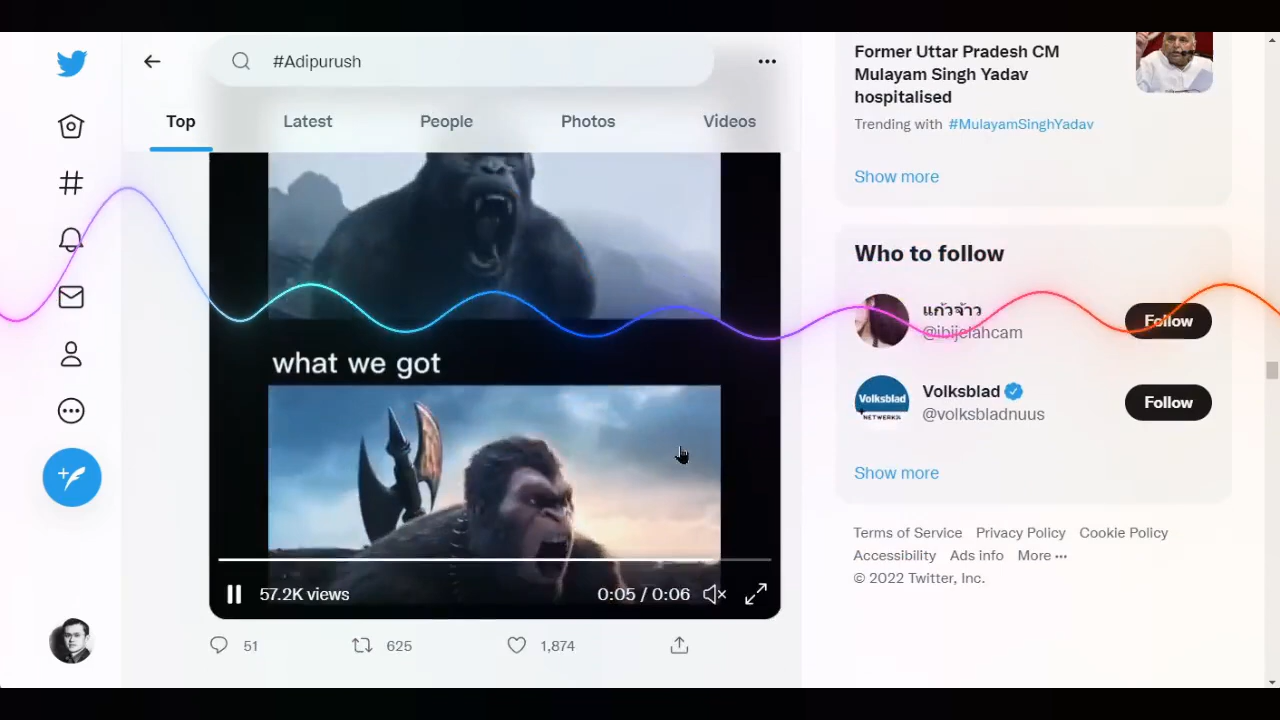 #Adipurush
Top
Latest
People
Photos
Videos
what we got
57.2K views
0:05 / 0:06
51
625
1,874
Former Uttar Pradesh CM
Mulayam Singh Yadav
hospitalised
Trending with #MulayamSinghYadav
Show more
Who to follow
แก้วจ๋าว
@ibijelahcam
Follow
Volksblad
NETWERK24
Volksblad
@volksbladnuus
Follow
Show more
Terms of Service Privacy Policy Cookie Policy
Accessibility Ads info More
© 2022 Twitter, Inc.